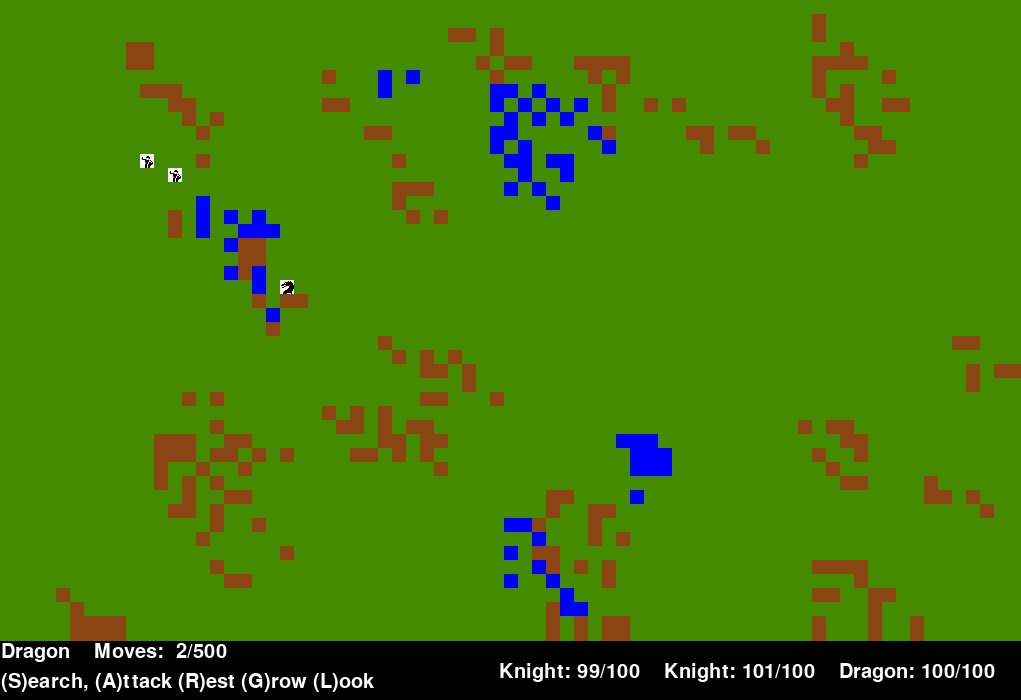 Dragon Moves: 2/500
(S)earch, (A)ttack (R)est (G)row (L)ook
Knight: 99/100 Knight: 101/100 Dragon: 100/100